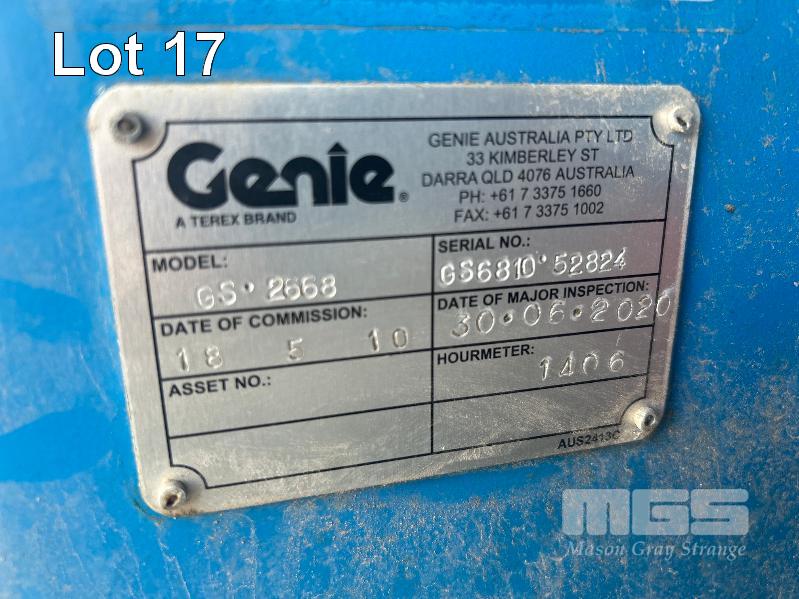 Lot 17
Genie®
A TEREX BRAND
GENIE AUSTRALIA PTY LTD
33 KIMBERLEY ST
DARRA QLD 4076 AUSTRALIA
PH: +61 7 3375 1660
FAX: +61 7 3375 1002
MODEL:
GS·2668
SERIAL NO.:
GS6810·52824
DATE OF COMMISSION:
18 5 10
DATE OF MAJOR INSPECTION:
30·06·2020
ASSET NO.:
HOURMETER:
1406
AUS2413C
MGS
Mason Gray Strange